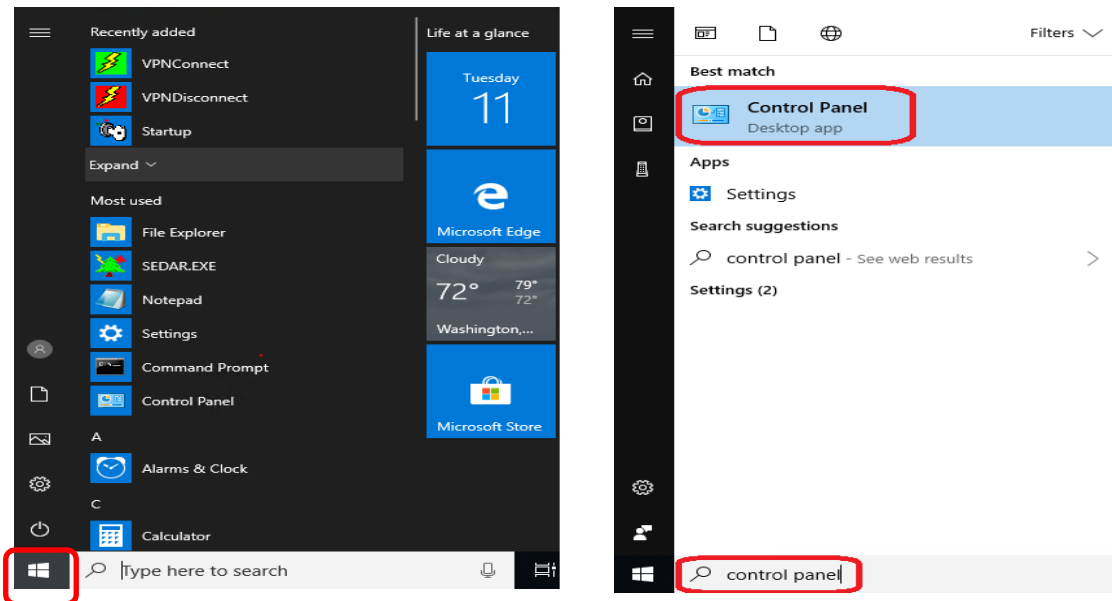 Recently added
VPNConnect
VPNDisconnect
Startup
Expand
Most used
File Explorer
SEDAR.EXE
Notepad
Settings
Command Prompt
Control Panel
A
Alarms & Clock
C
Calculator
Type here to search
Life at a glance
Tuesday
11
Microsoft Edge
Cloudy
72° 79°
72°
Washington,...
Microsoft Store
Filters
Best match
Control Panel
Desktop app
Apps
Settings
Search suggestions
control panel - See web results
Settings (2)
control panel